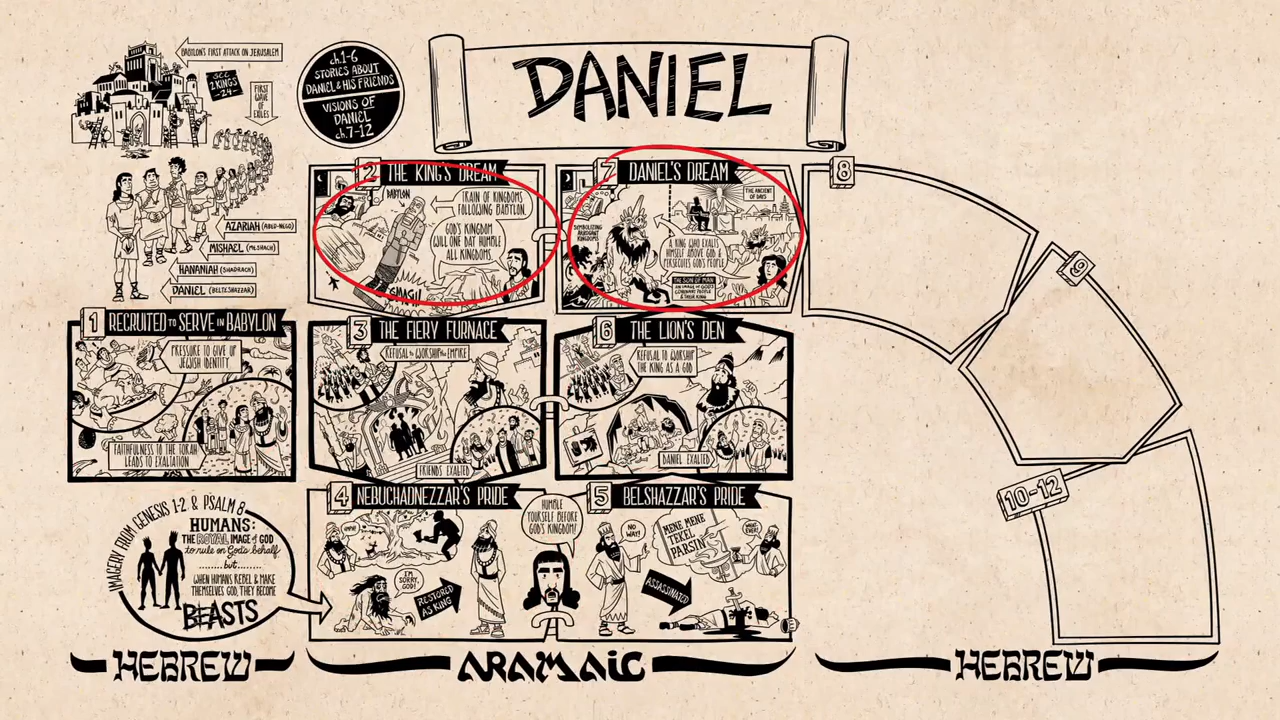 DANIEL
BABYLON'S FIRST ATTACK ON JERUSALEM
SEE
2 KINGS
-24-
FIRST
WAVE
OF
EXILES
ch.1-6
STORIES ABOUT
DANIEL & HIS FRIENDS
VISIONS OF
DANIEL
ch.7-12
AZARIAH (ABED-NEGO)
MISHAEL (MESHACH)
HANANIAH (SHADRACH)
DANIEL (BELTESHAZZAR)
1 RECRUITED TO SERVE IN BABYLON
PRESSURE TO GIVE UP
JEWISH IDENTITY
FAITHFULNESS TO THE TORAH
LEADS TO EXALTATION
2 THE KING'S DREAM
BABYLON
TRAIN OF KINGDOMS
FOLLOWING BABYLON
GOD'S KINGDOM
WILL ONE DAY HUMBLE
ALL KINGDOMS
SMASH!
7 DANIEL'S DREAM
THE ANCIENT
OF DAYS
SYMBOLIZING
ARROGANT
KINGDOMS
A KING WHO EXALTS
HIMSELF ABOVE GOD &
PERSECUTES GOD'S PEOPLE
THE SON OF MAN
AN IMAGE OF GOD'S
COVENANT PEOPLE
& THEIR KING
3 THE FIERY FURNACE
REFUSAL TO WORSHIP THE EMPIRE
FRIENDS EXALTED
6 THE LION'S DEN
REFUSAL TO WORSHIP
THE KING AS A GOD
DANIEL EXALTED
4 NEBUCHADNEZZAR'S PRIDE
I'M
SORRY,
GOD!
RESTORED
AS KING
HUMBLE
YOURSELF BEFORE
GOD'S KINGDOM!
5 BELSHAZZAR'S PRIDE
NO
WAY!
MENE MENE
TEKEL
PARSIN
ASSASSINATED
IMAGERY FROM GENESIS 1-2 & PSALM 8
HUMANS:
THE ROYAL IMAGE of GOD
to rule on God's behalf
........but........
WHEN HUMANS REBEL & MAKE
THEMSELVES GOD, THEY BECOME
BEASTS
8
9
10-12
HEBREW
ARAMAIC
HEBREW